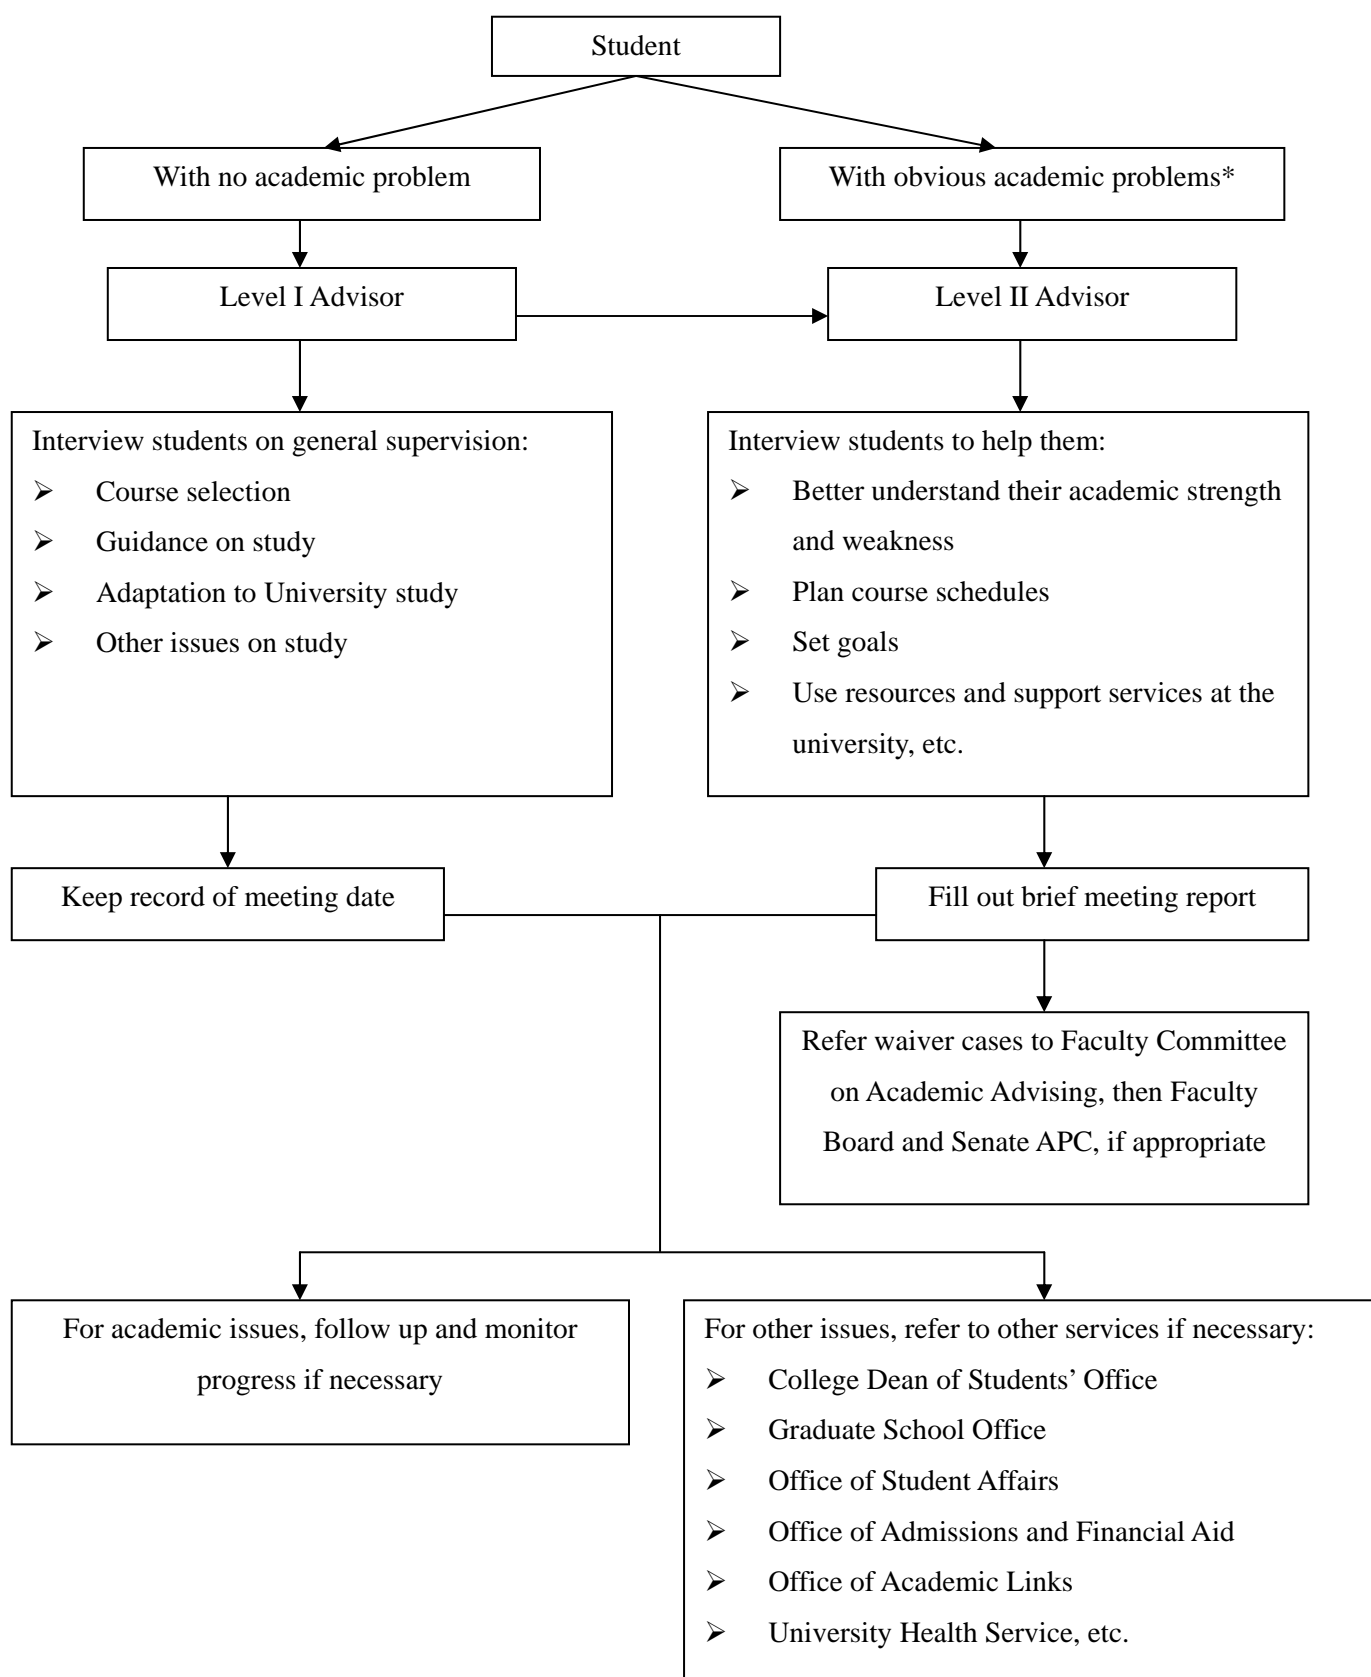 Student
With no academic problem
With obvious academic problems*
Level I Advisor
Level II Advisor
Interview students on general supervision:
➢ Course selection
➢ Guidance on study
➢ Adaptation to University study
➢ Other issues on study
Interview students to help them:
➢ Better understand their academic strength
and weakness
➢ Plan course schedules
➢ Set goals
➢ Use resources and support services at the
university, etc.
Keep record of meeting date
Fill out brief meeting report
Refer waiver cases to Faculty Committee
on Academic Advising, then Faculty
Board and Senate APC, if appropriate
For academic issues, follow up and monitor
progress if necessary
For other issues, refer to other services if necessary:
➢ College Dean of Students’ Office
➢ Graduate School Office
➢ Office of Student Affairs
➢ Office of Admissions and Financial Aid
➢ Office of Academic Links
➢ University Health Service, etc.